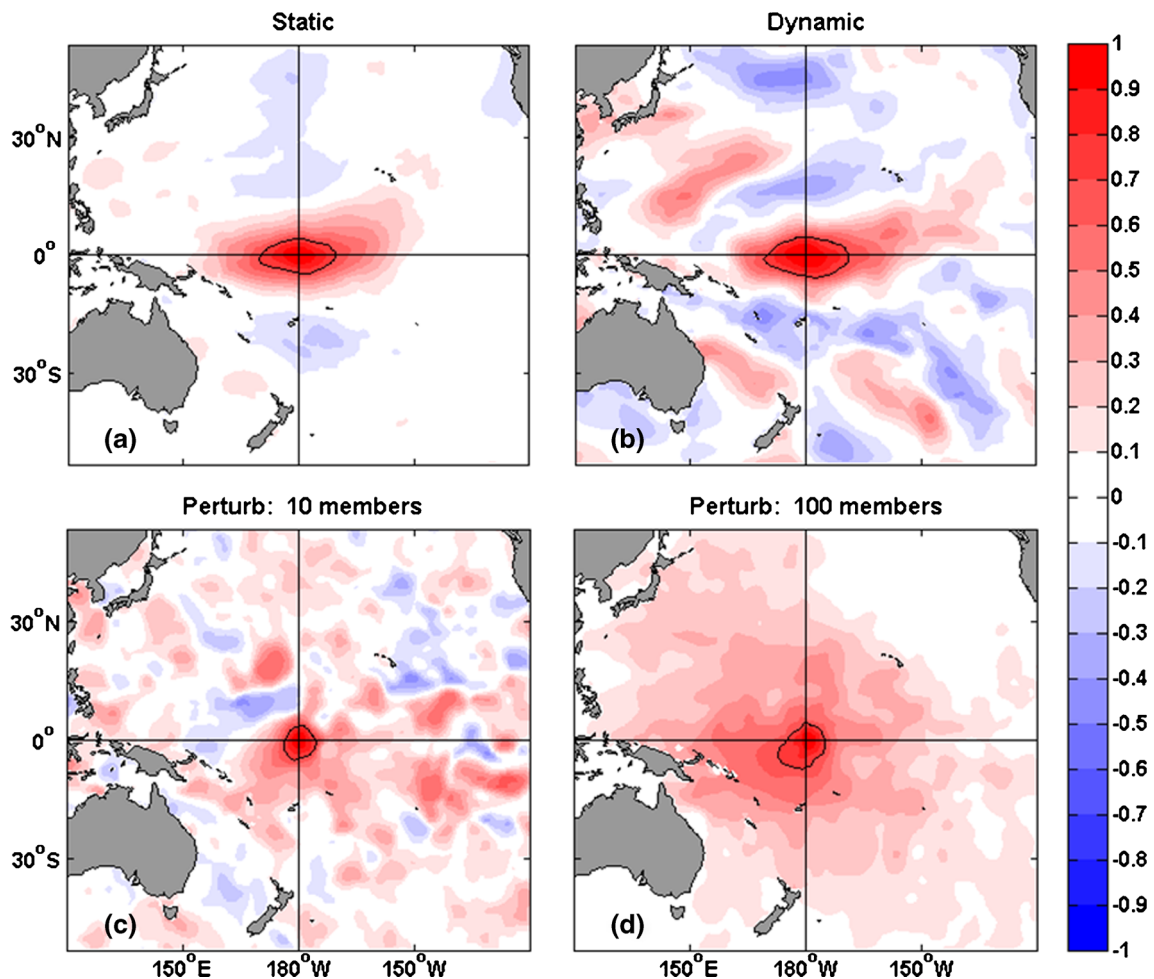 Static
Dynamic
30°N
0°
30°S
(a)
(b)
Perturb: 10 members
Perturb: 100 members
30°N
0°
30°S
(c)
(d)
150°E
180°W
150°W
150°E
180°W
150°W
1
0.9
0.8
0.7
0.6
0.5
0.4
0.3
0.2
0.1
0
-0.1
-0.2
-0.3
-0.4
-0.5
-0.6
-0.7
-0.8
-0.9
-1